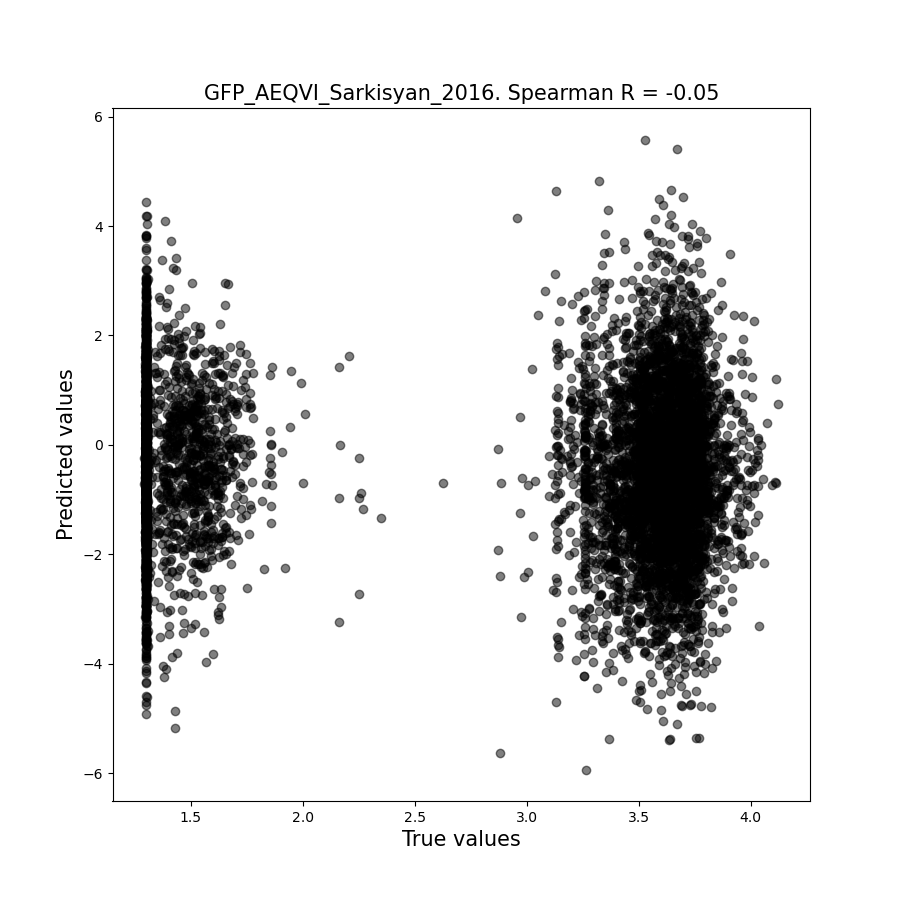 GFP_AEQVI_Sarkisyan_2016. Spearman R = -0.05
6
4
2
0
−2
−4
−6
Predicted values
1.5 2.0 2.5 3.0 3.5 4.0
True values